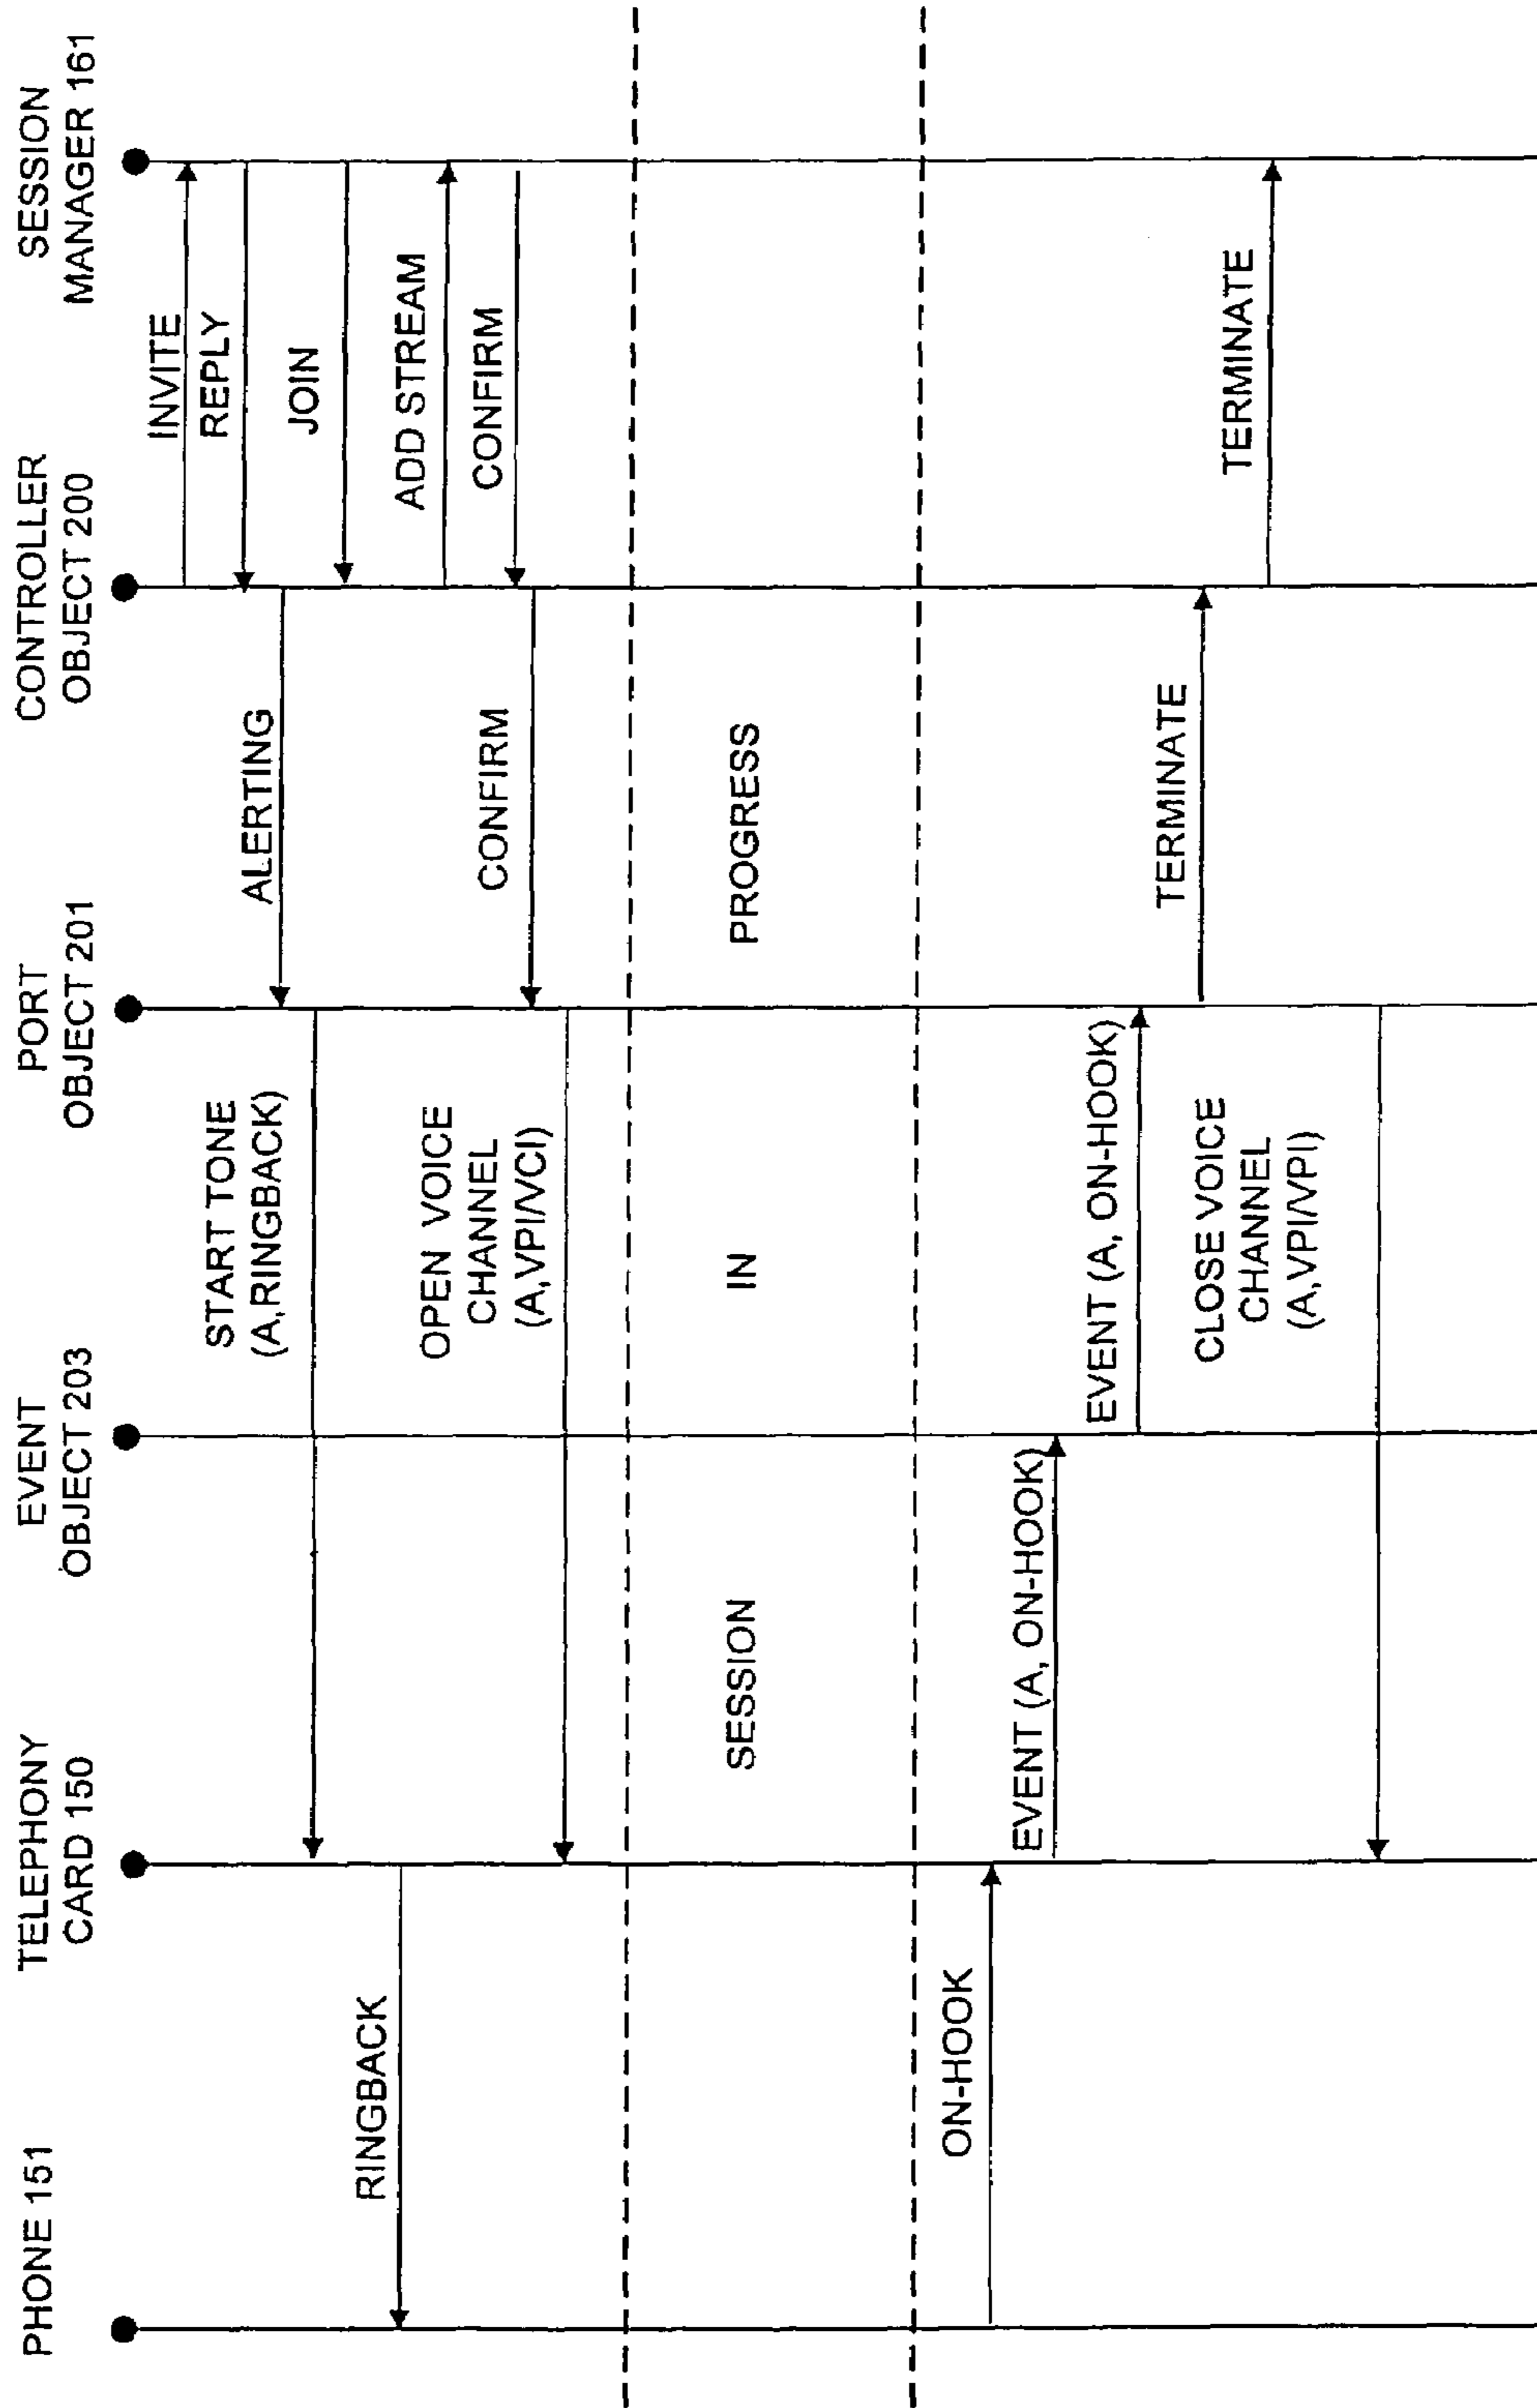 PHONE 151
TELEPHONY
CARD 150
EVENT
OBJECT 203
PORT
OBJECT 201
CONTROLLER
OBJECT 200
SESSION
MANAGER 161
INVITE
REPLY
ALERTING
START TONE
(A,RINGBACK)
JOIN
RINGBACK
ADD STREAM
CONFIRM
CONFIRM
OPEN VOICE
CHANNEL
(A,VPI/VCI)
SESSION IN PROGRESS
ON-HOOK
EVENT (A, ON-HOOK)
EVENT (A, ON-HOOK)
TERMINATE
TERMINATE
CLOSE VOICE
CHANNEL
(A,VPI/VPI)